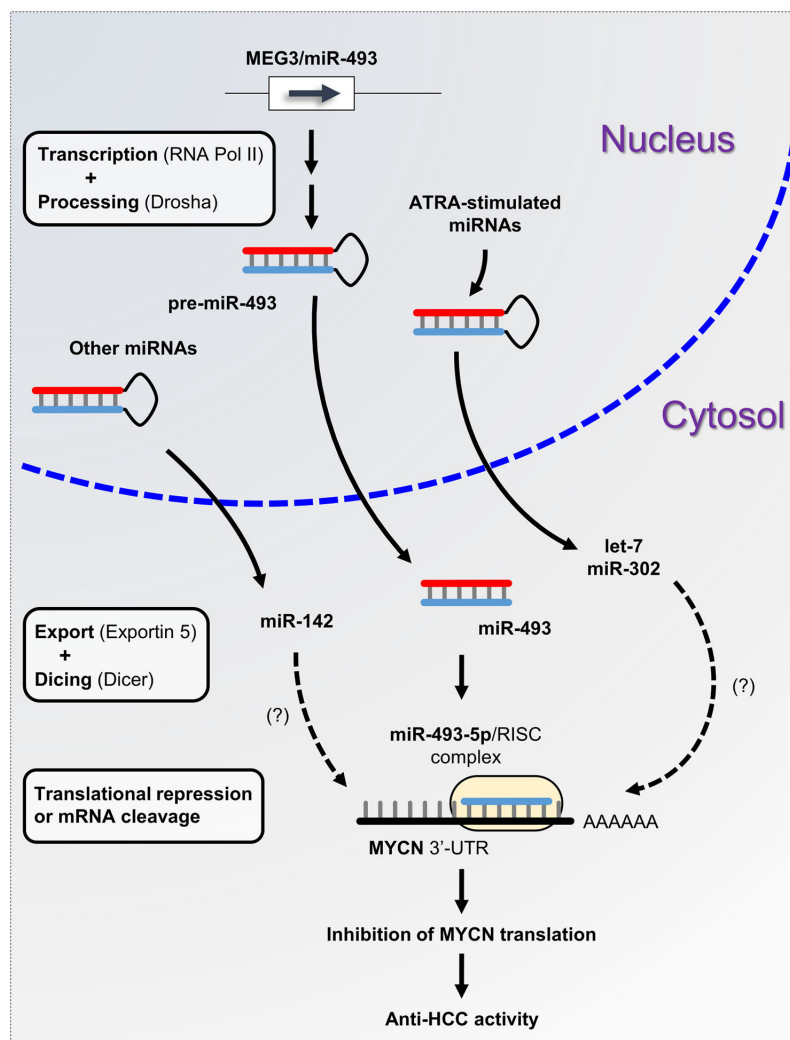 MEG3/miR-493
Nucleus
Transcription (RNA Pol II)
+
Processing (Drosha)
ATRA-stimulated
miRNAs
pre-miR-493
Other miRNAs
Cytosol
let-7
miR-302
Export (Exportin 5)
+
Dicing (Dicer)
miR-142
miR-493
(?)
(?)
miR-493-5p/RISC
complex
Translational repression
or mRNA cleavage
AAAAAA
MYCN 3’-UTR
Inhibition of MYCN translation
Anti-HCC activity